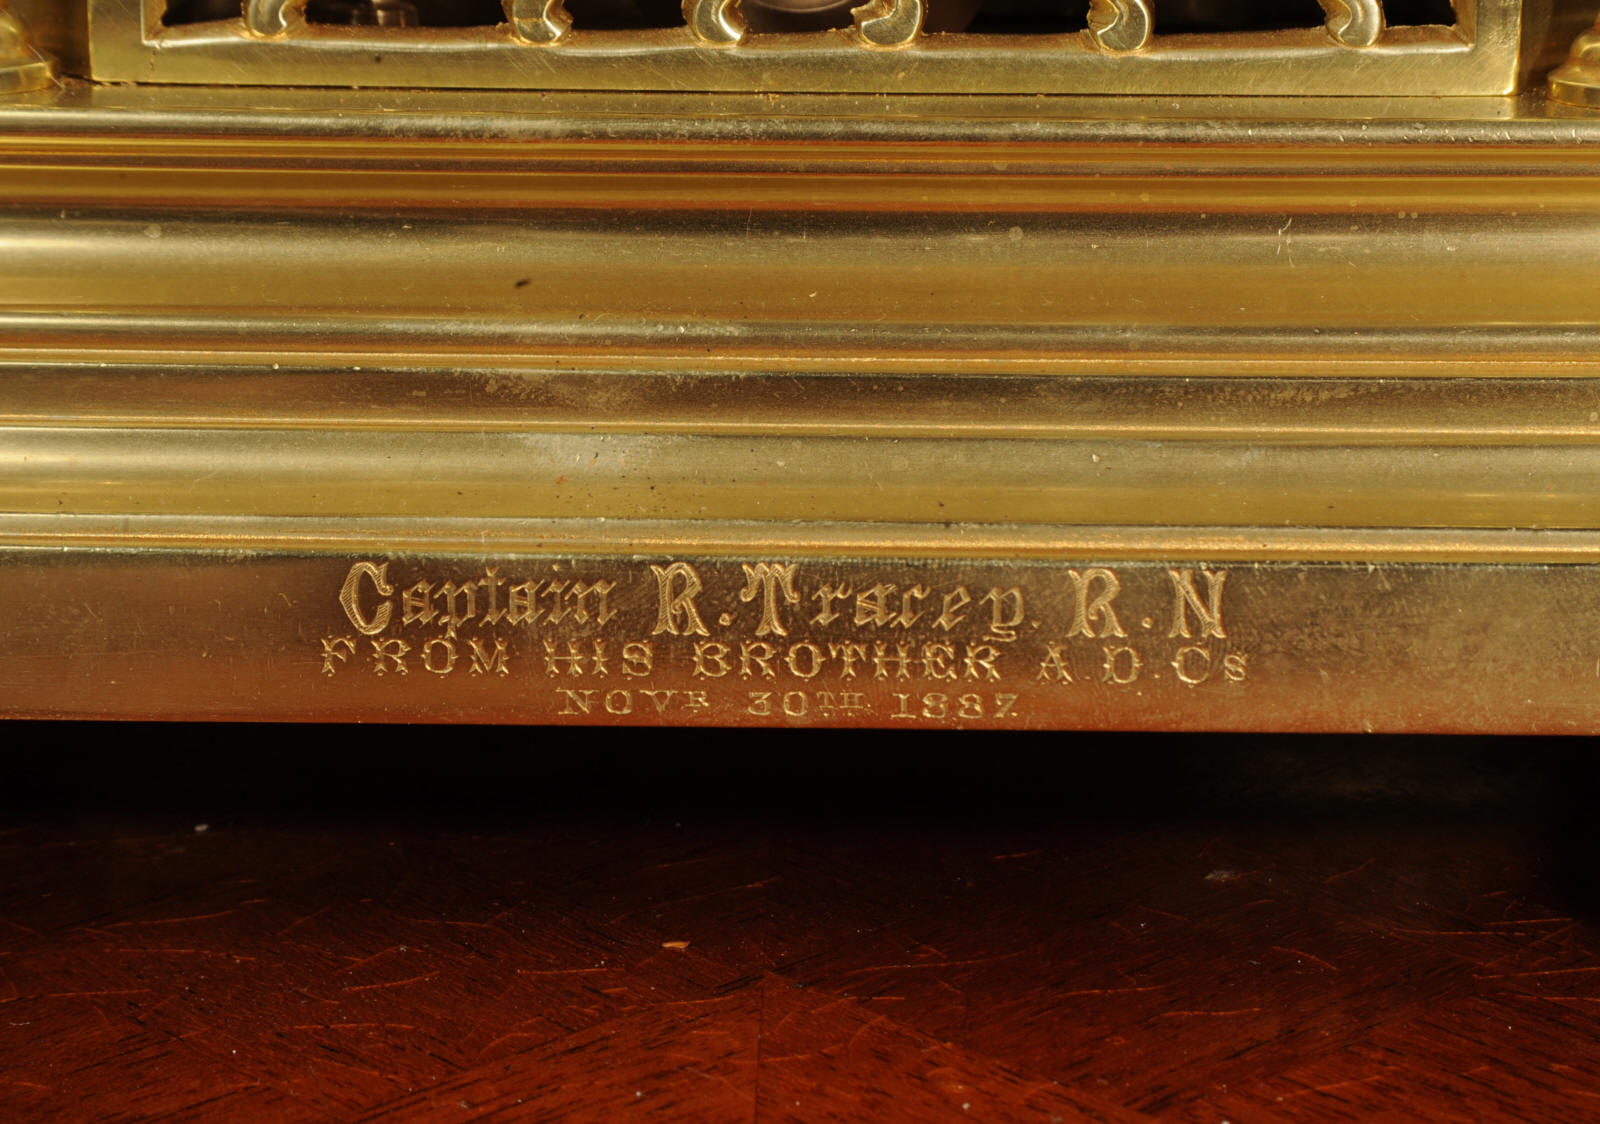 Captain R. Tracey. R.N
FROM HIS BROTHER A.D.Cs
NOVR 30TH 1887.